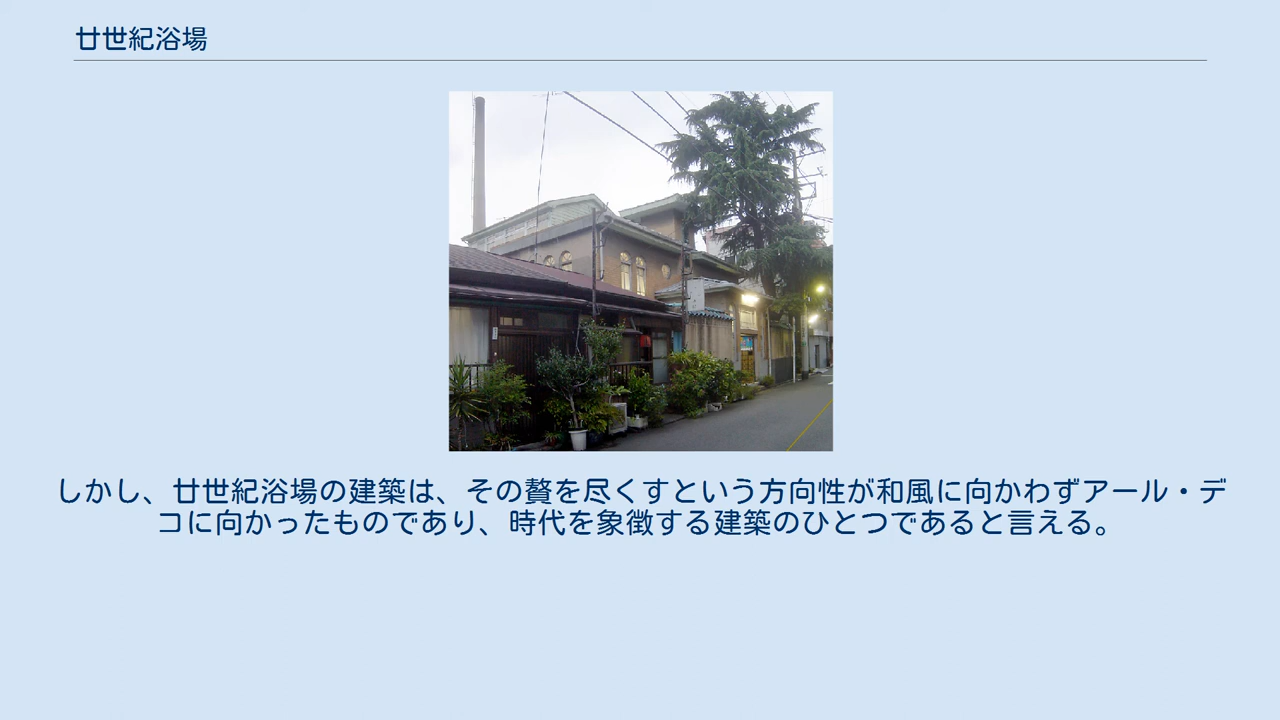 廿世紀浴場
しかし、廿世紀浴場の建築は、その贅を尽くすという方向性が和風に向かわずアール・デ
コに向かったものであり、時代を象徴する建築のひとつであると言える。